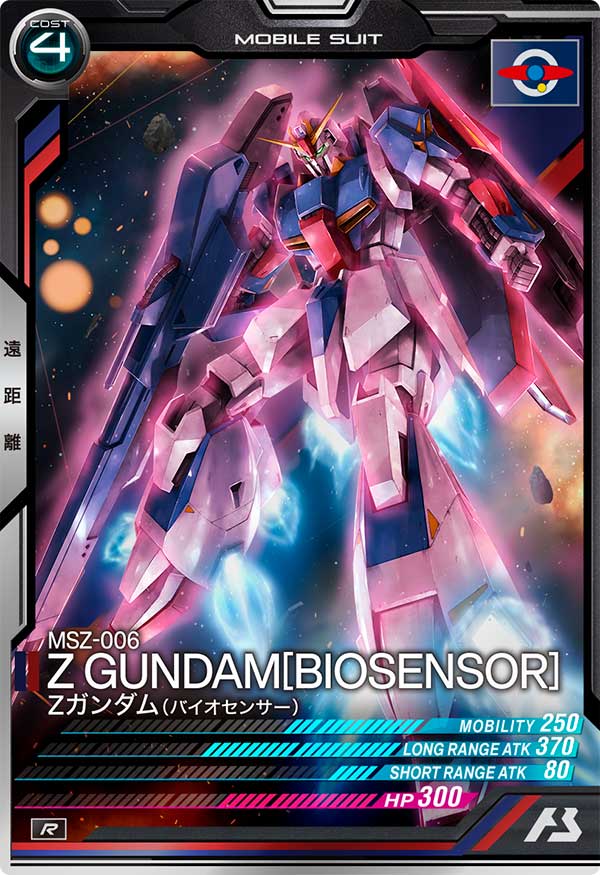 COST
4
MOBILE SUIT
遠距離
MSZ-006
Z GUNDAM[BIOSENSOR]
Zガンダム(バイオセンサー)
MOBILITY 250
LONG RANGE ATK 370
SHORT RANGE ATK 80
HP 300
R